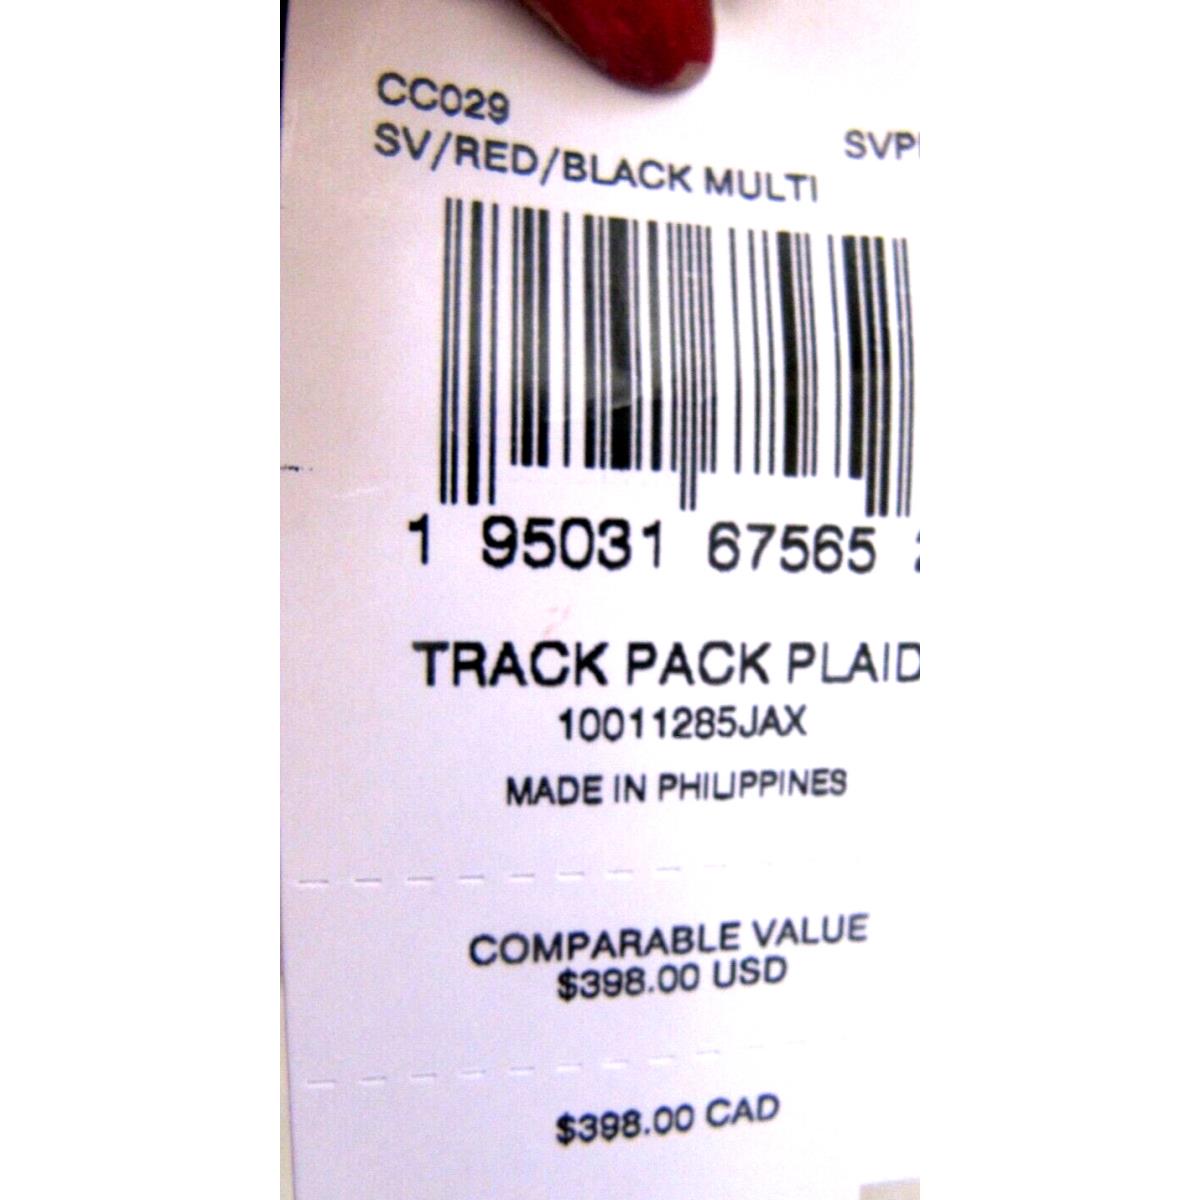 CC029
SV/RED/BLACK MULTI
1 95031 67565
TRACK PACK PLAID
10011285JAX
MADE IN PHILIPPINES
COMPARABLE VALUE
$398.00 USD
$398.00 CAD